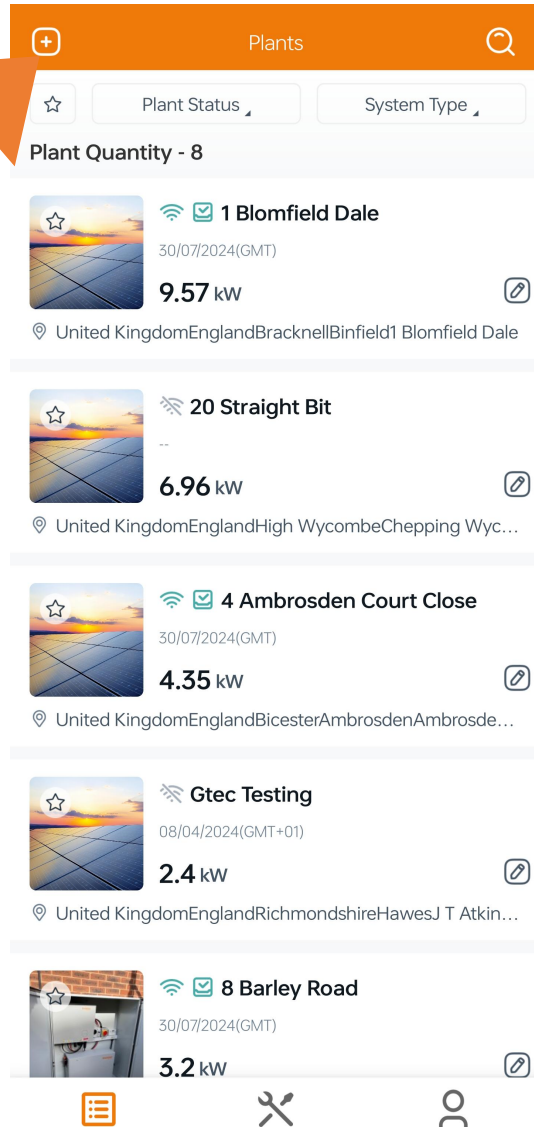 Plants
Plant Status
System Type
Plant Quantity - 8
1 Blomfield Dale
30/07/2024(GMT)
9.57 kW
United KingdomEnglandBracknellBinfield1 Blomfield Dale
20 Straight Bit
--
6.96 kW
United KingdomEnglandHigh WycombeChepping Wyc...
4 Ambrosden Court Close
30/07/2024(GMT)
4.35 kW
United KingdomEnglandBicesterAmbrosdenAmbrosde...
Gtec Testing
08/04/2024(GMT+01)
2.4 kW
United KingdomEnglandRichmondshireHawesJ T Atkin...
8 Barley Road
30/07/2024(GMT)
3.2 kW